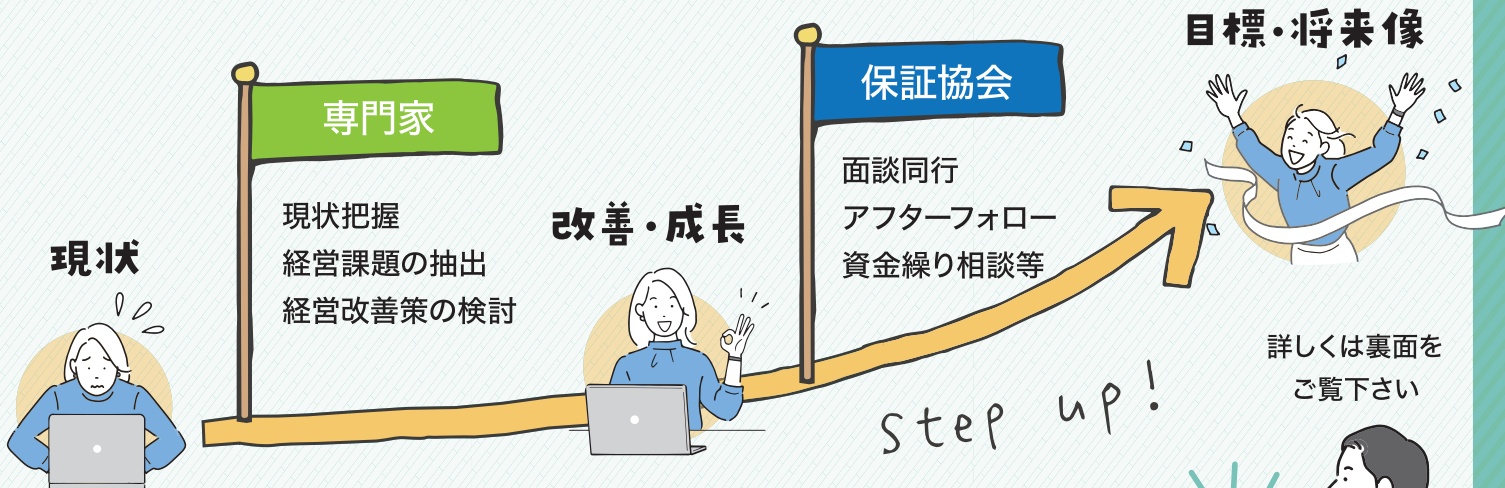 現状
専門家
現状把握
経営課題の抽出
経営改善策の検討
改善・成長
保証協会
面談同行
アフターフォロー
資金繰り相談等
目標・将来像
step up!
詳しくは裏面を
ご覧下さい